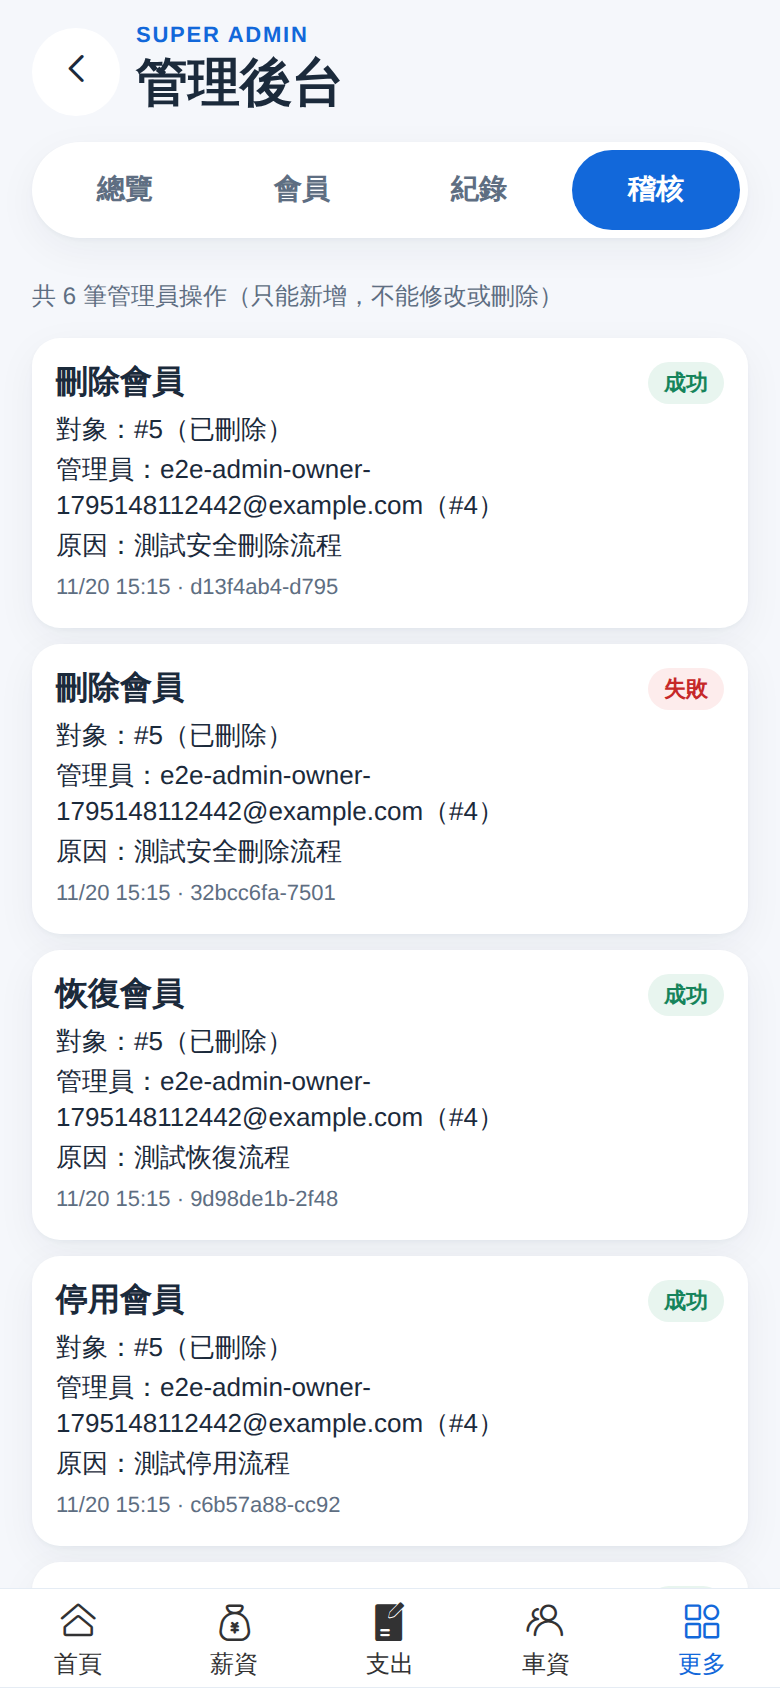 SUPER ADMIN
管理後台
總覽 會員 紀錄 稽核
共 6 筆管理員操作（只能新增，不能修改或刪除）
刪除會員 成功
對象：#5（已刪除）
管理員：e2e-admin-owner-
1795148112442@example.com（#4）
原因：測試安全刪除流程
11/20 15:15 · d13f4ab4-d795
刪除會員 失敗
對象：#5（已刪除）
管理員：e2e-admin-owner-
1795148112442@example.com（#4）
原因：測試安全刪除流程
11/20 15:15 · 32bcc6fa-7501
恢復會員 成功
對象：#5（已刪除）
管理員：e2e-admin-owner-
1795148112442@example.com（#4）
原因：測試恢復流程
11/20 15:15 · 9d98de1b-2f48
停用會員 成功
對象：#5（已刪除）
管理員：e2e-admin-owner-
1795148112442@example.com（#4）
原因：測試停用流程
11/20 15:15 · c6b57a88-cc92
首頁 薪資 支出 車資 更多